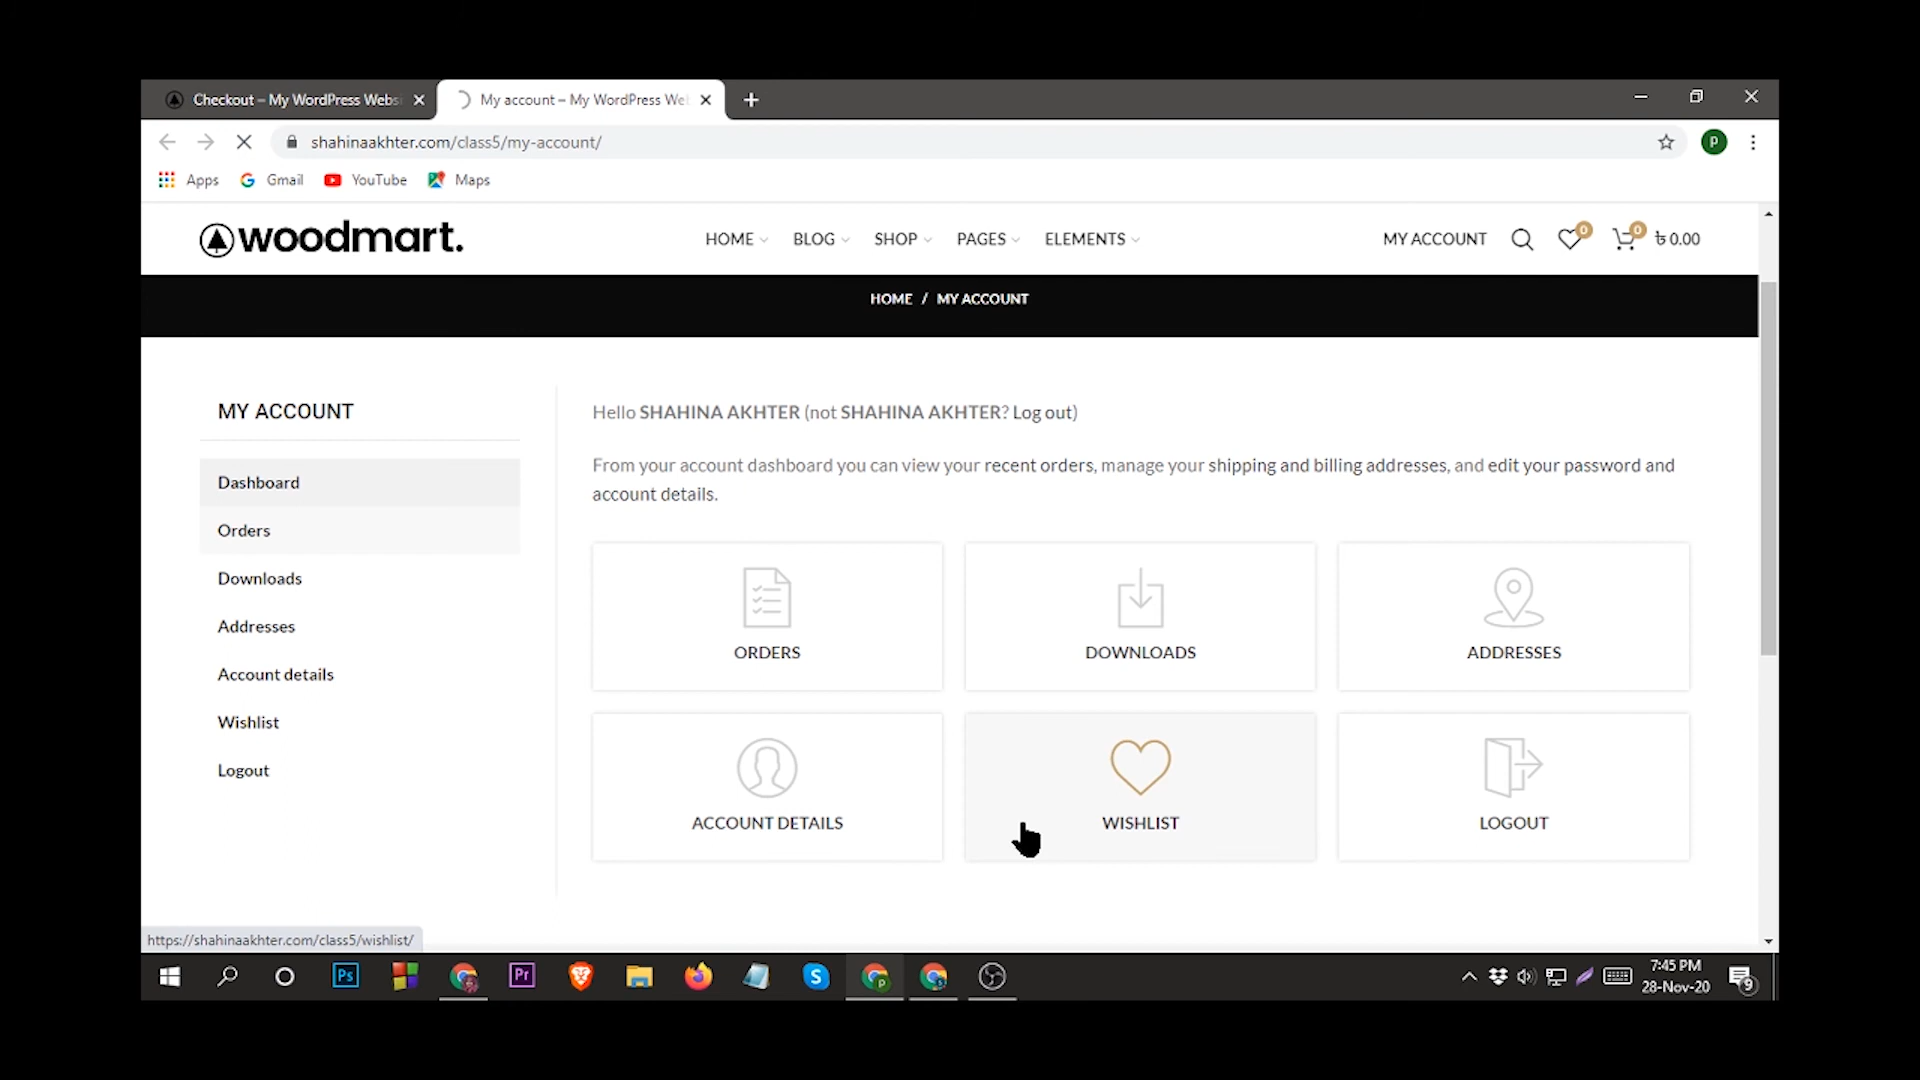 Checkout – My WordPress Websi
My account – My WordPress We
shahinaakhter.com/class5/my-account/
P
Apps
Gmail
YouTube
Maps
woodmart.
HOME
BLOG
SHOP
PAGES
ELEMENTS
MY ACCOUNT
0
0
৳ 0.00
HOME / MY ACCOUNT
MY ACCOUNT
Dashboard
Orders
Downloads
Addresses
Account details
Wishlist
Logout
Hello SHAHINA AKHTER (not SHAHINA AKHTER? Log out)
From your account dashboard you can view your recent orders, manage your shipping and billing addresses, and edit your password and
account details.
ORDERS
DOWNLOADS
ADDRESSES
ACCOUNT DETAILS
WISHLIST
LOGOUT
https://shahinaakhter.com/class5/wishlist/
Ps
Pr
S
P
7:45 PM
28-Nov-20
9